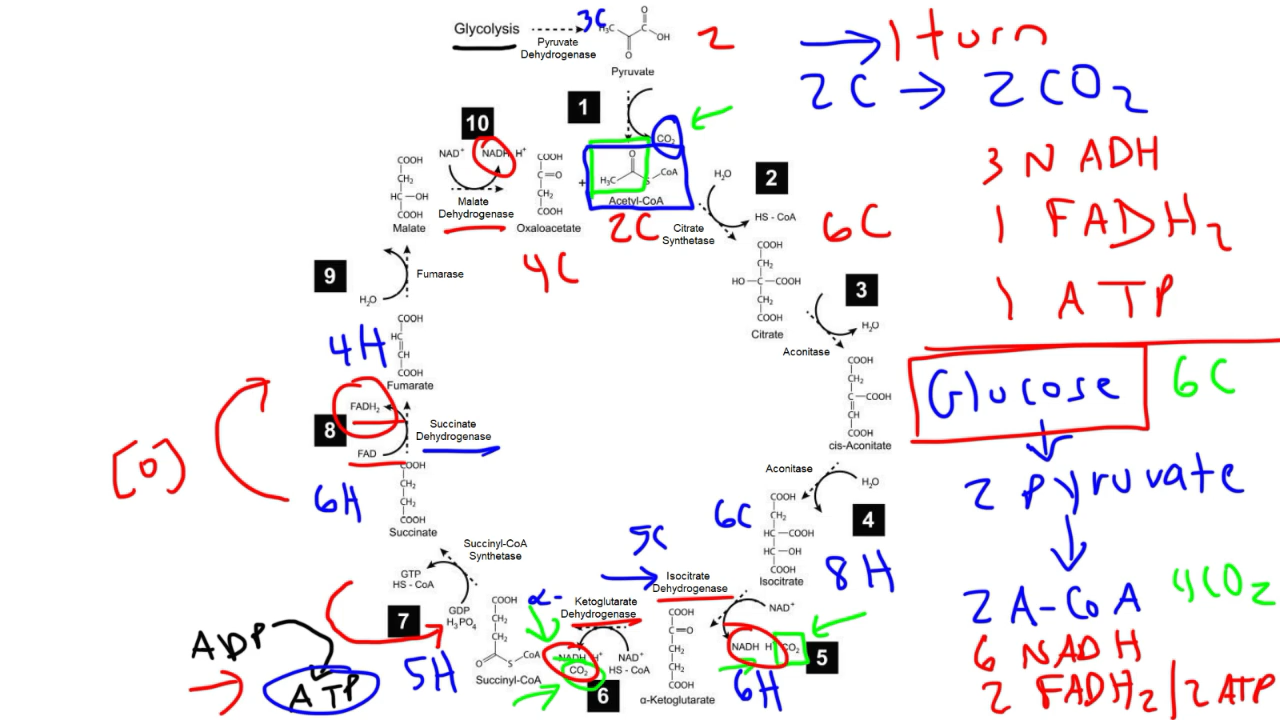 Glycolysis
Pyruvate
Dehydrogenase
3C
H₃C
O
OH
O
Pyruvate
2
→ 1 turn
2C → 2CO₂
3 NADH
1 FADH₂
1 ATP
Glucose 6C
2 pyruvate
2 A-CoA 4CO₂
6 NADH
2 FADH₂/2 ATP
1
CO₂
O
H₃C
S
CoA
+
Acetyl-CoA
2C
10
NAD⁺
NADH H⁺
Malate
Dehydrogenase
COOH
C=O
CH₂
COOH
Oxaloacetate
4C
COOH
CH₂
HC—OH
COOH
Malate
2
H₂O
HS - CoA
Citrate
Synthetase
6C
COOH
CH₂
HO—C—COOH
CH₂
COOH
Citrate
3
H₂O
Aconitase
COOH
CH₂
C—COOH
CH
COOH
cis-Aconitate
Aconitase
H₂O
4
6C
COOH
CH₂
HC—COOH
HC—OH
COOH
Isocitrate
8H
5C
Isocitrate
Dehydrogenase
NAD⁺
NADH H
CO₂
5
6H
COOH
C=O
CH₂
CH₂
COOH
α-Ketoglutarate
α-
Ketoglutarate
Dehydrogenase
NADH H⁺
CO₂
NAD⁺
HS - CoA
6
COOH
CH₂
CH₂
O
S
CoA
Succinyl-CoA
5H
7
Succinyl-CoA
Synthetase
GTP
HS - CoA
GDP
H₃PO₄
ADP
ATP
COOH
CH₂
CH₂
COOH
Succinate
6H
[O]
8
FADH₂
FAD
Succinate
Dehydrogenase
4H
COOH
HC
CH
COOH
Fumarate
9
H₂O
Fumarase